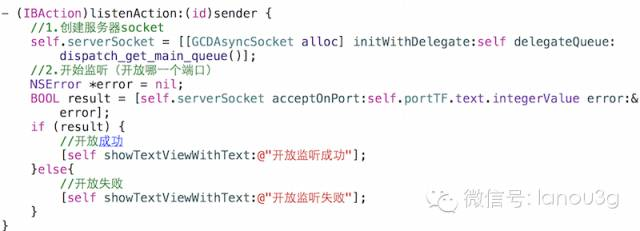 - (IBAction)listenAction:(id)sender {
//1.创建服务器socket
self.serverSocket = [[GCDAsyncSocket alloc] initWithDelegate:self delegateQueue:
dispatch_get_main_queue()];
//2.开始监听（开放哪一个端口）
NSError *error = nil;
BOOL result = [self.serverSocket acceptOnPort:self.portTF.text.integerValue error:&
error];
if (result) {
//开放成功
[self showTextViewWithText:@"开放监听成功"];
}else{
//开放失败
[self showTextViewWithText:@"开放监听失败"];
}
}
微信号: lanou3g